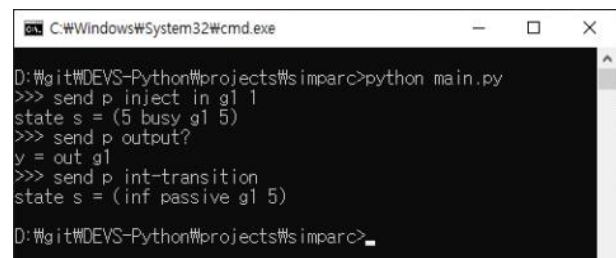 C:₩Windows₩System32₩cmd.exe
D:₩git₩DEVS-Python₩projects₩simparc>python main.py
>>> send p inject in g1 1
state s = (5 busy g1 5)
>>> send p output?
y = out g1
>>> send p int-transition
state s = (inf passive g1 5)
D:₩git₩DEVS-Python₩projects₩simparc>